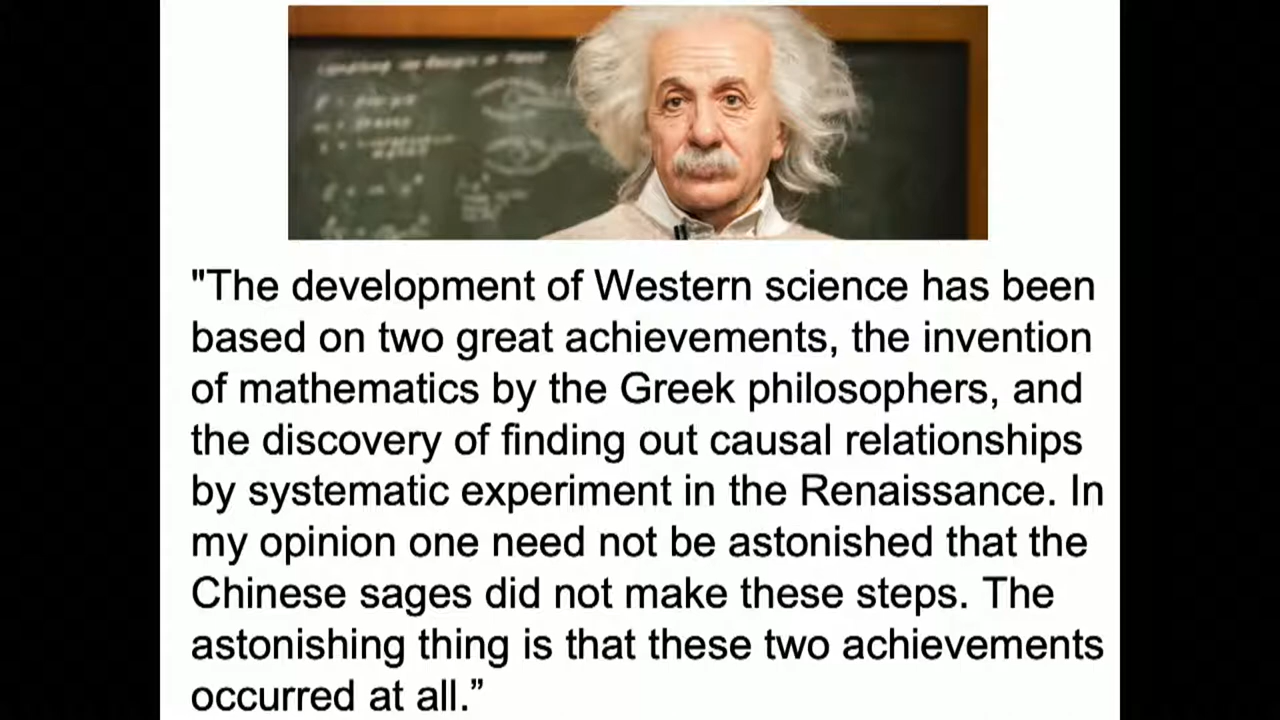 "The development of Western science has been
based on two great achievements, the invention
of mathematics by the Greek philosophers, and
the discovery of finding out causal relationships
by systematic experiment in the Renaissance. In
my opinion one need not be astonished that the
Chinese sages did not make these steps. The
astonishing thing is that these two achievements
occurred at all.”